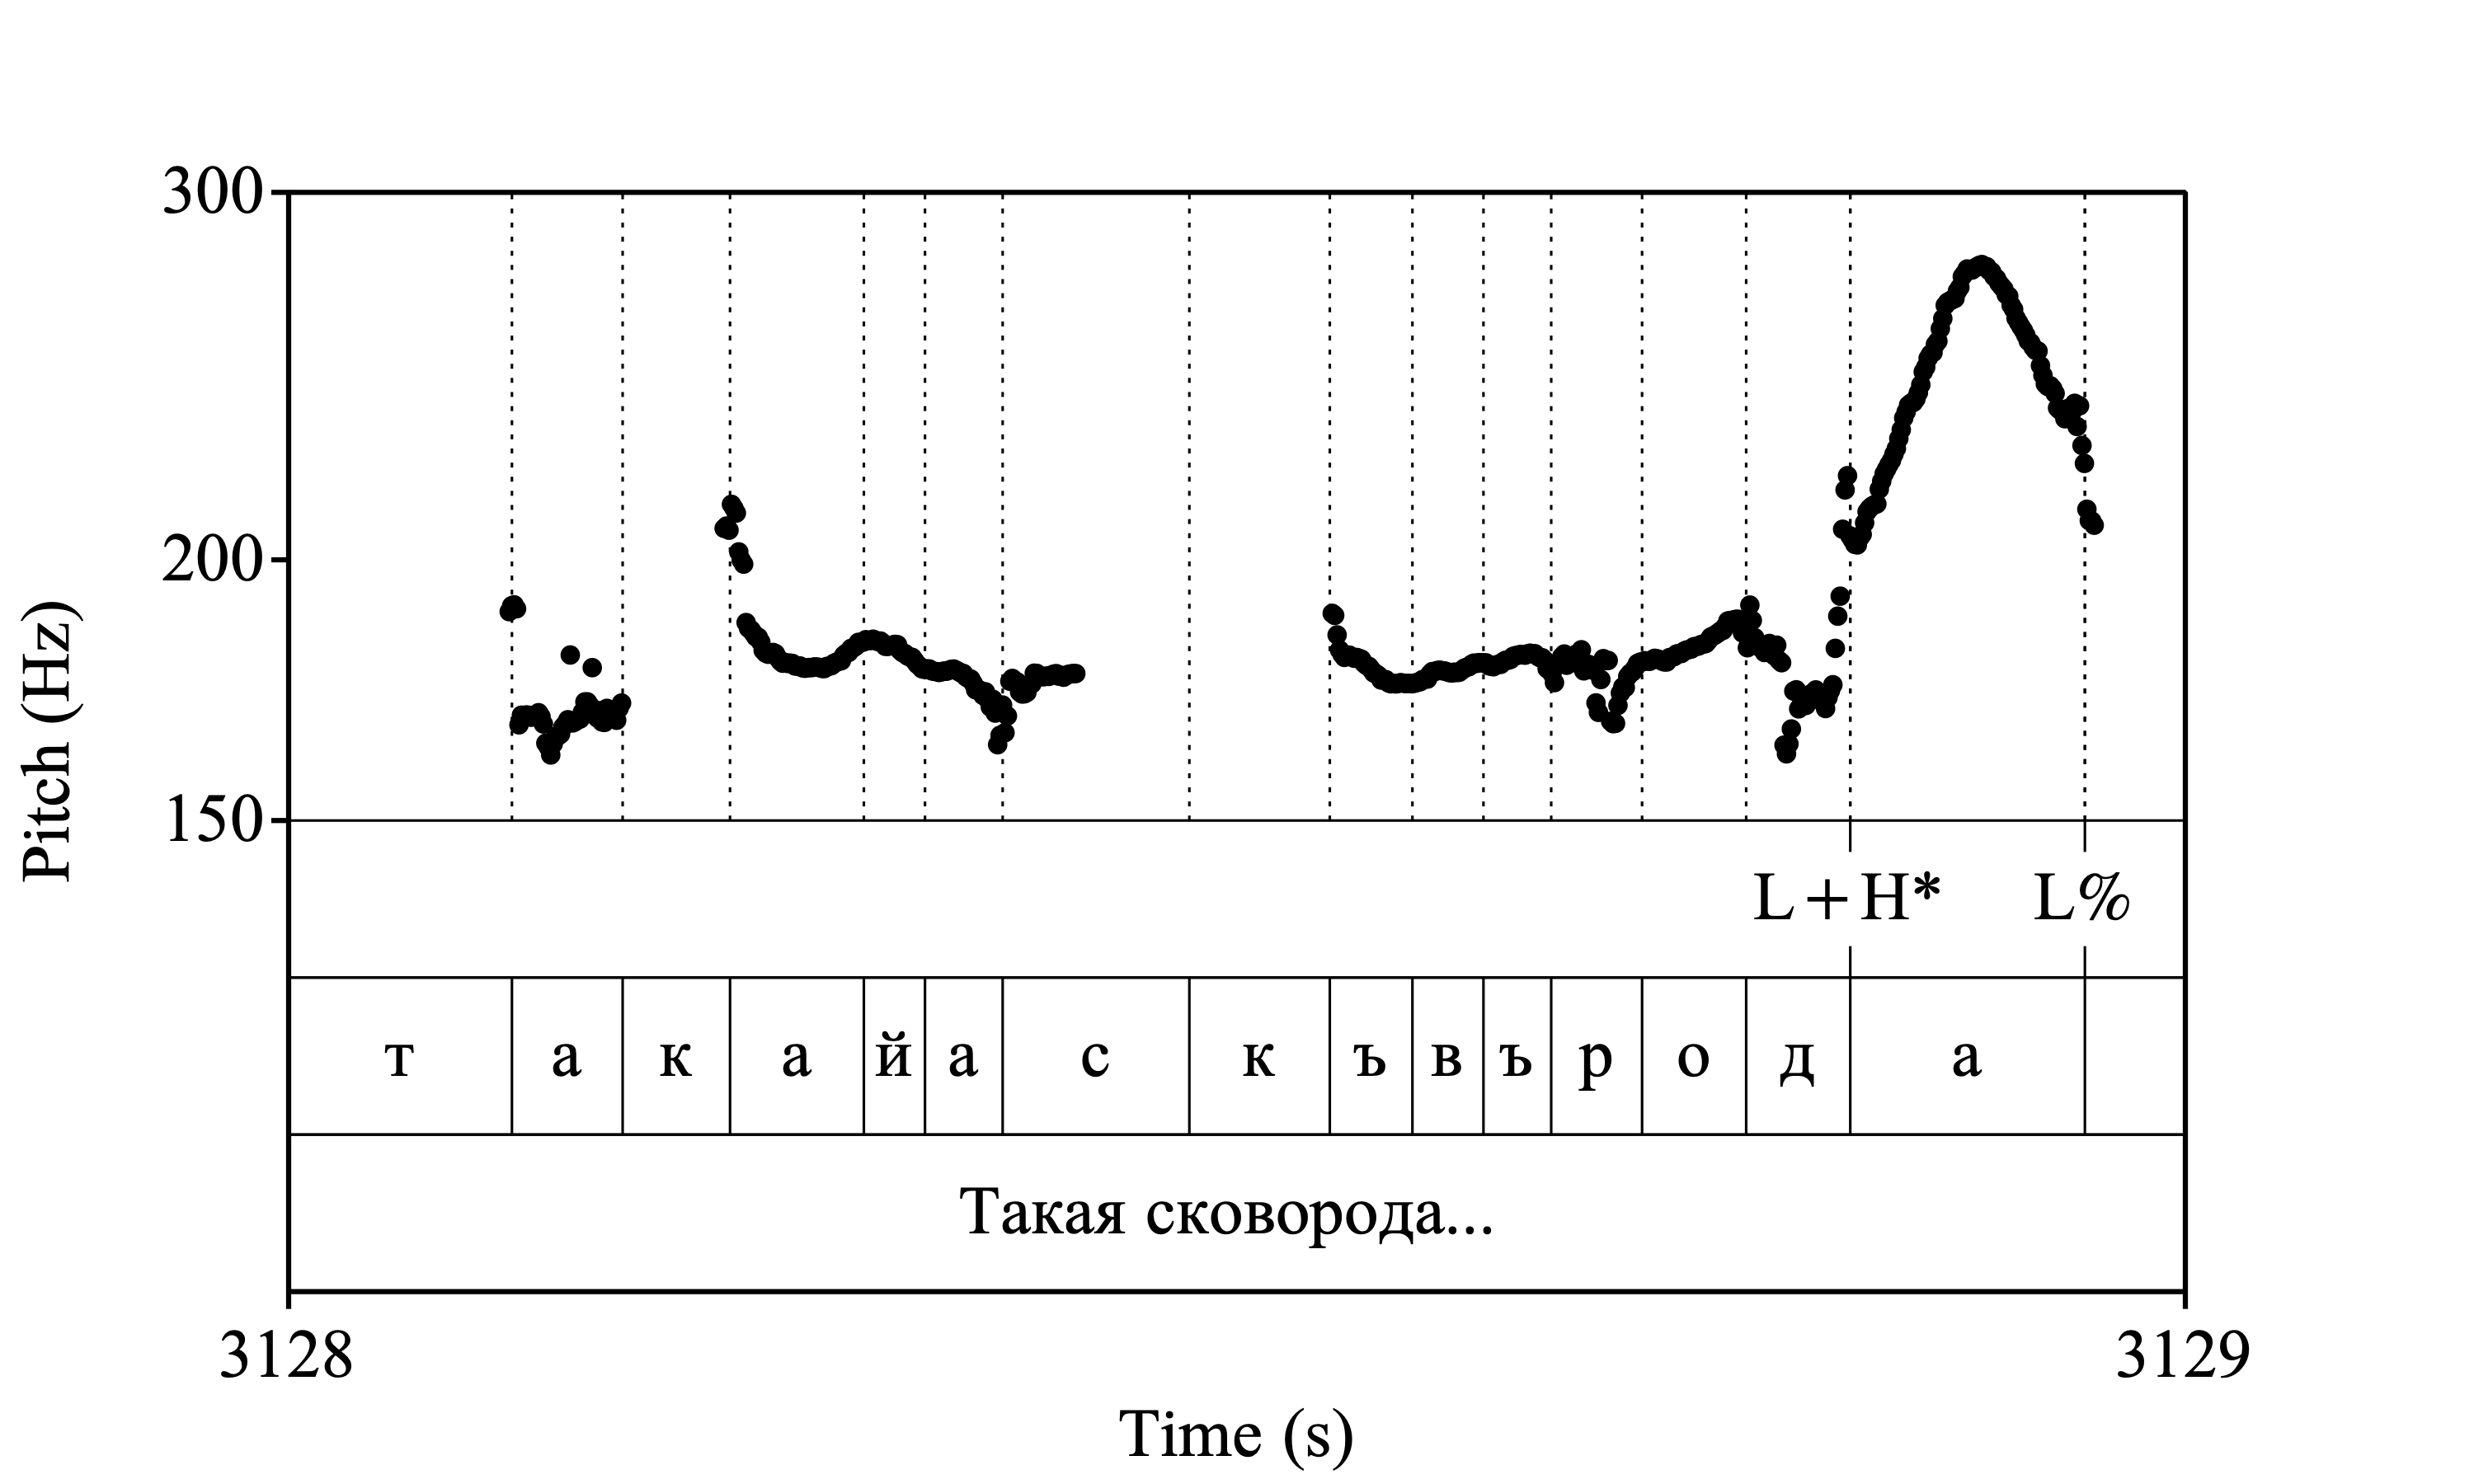 300
200
150
Pitch (Hz)
L+H* L%
т а к а й а с к ъ в ъ р о д а
Такая сковорода...
3128 3129
Time (s)